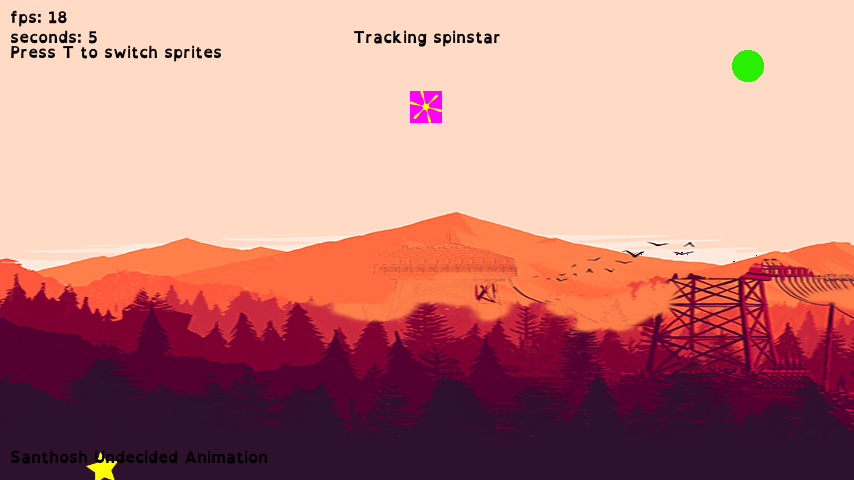 fps: 18
seconds: 5
Press T to switch sprites
Tracking spinstar
Santhosh Undecided Animation